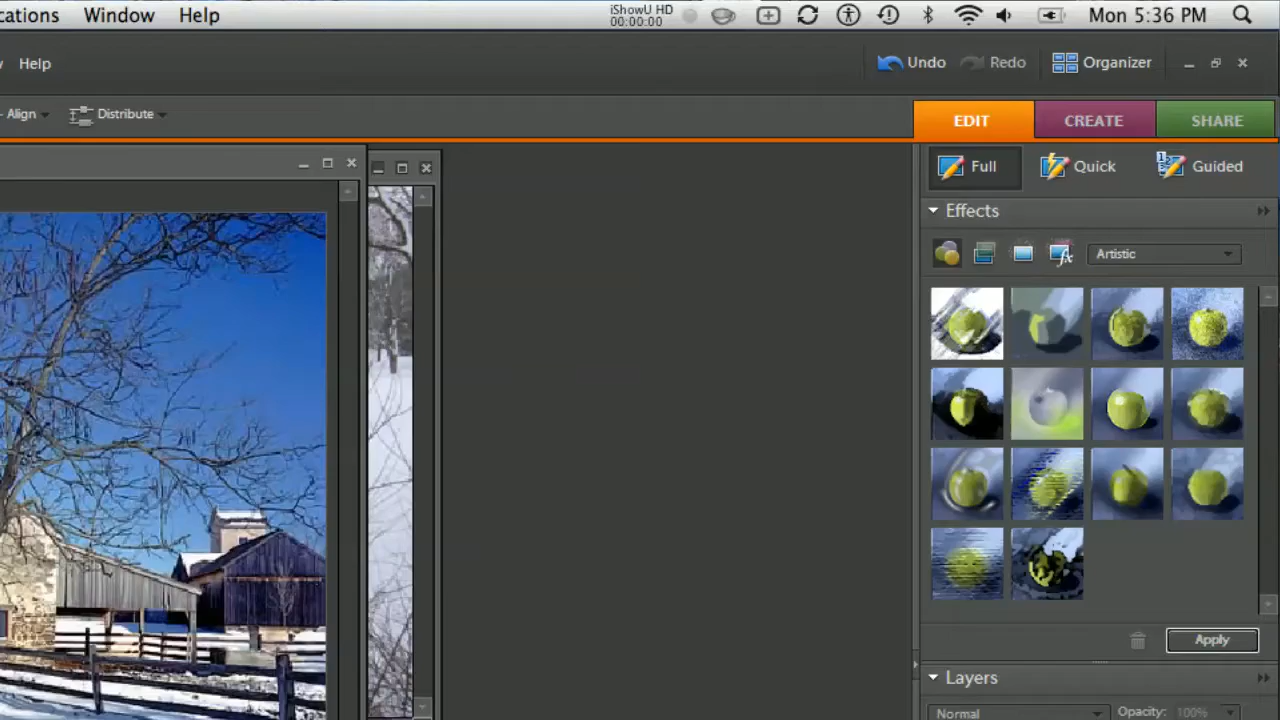 cations Window Help iShowU HD Mon 5:36 PM
00:00:00
Help Undo Redo Organizer
Align Distribute EDIT CREATE SHARE
Full Quick Guided
Effects
Artistic
Apply
Layers
Normal Opacity: 100%